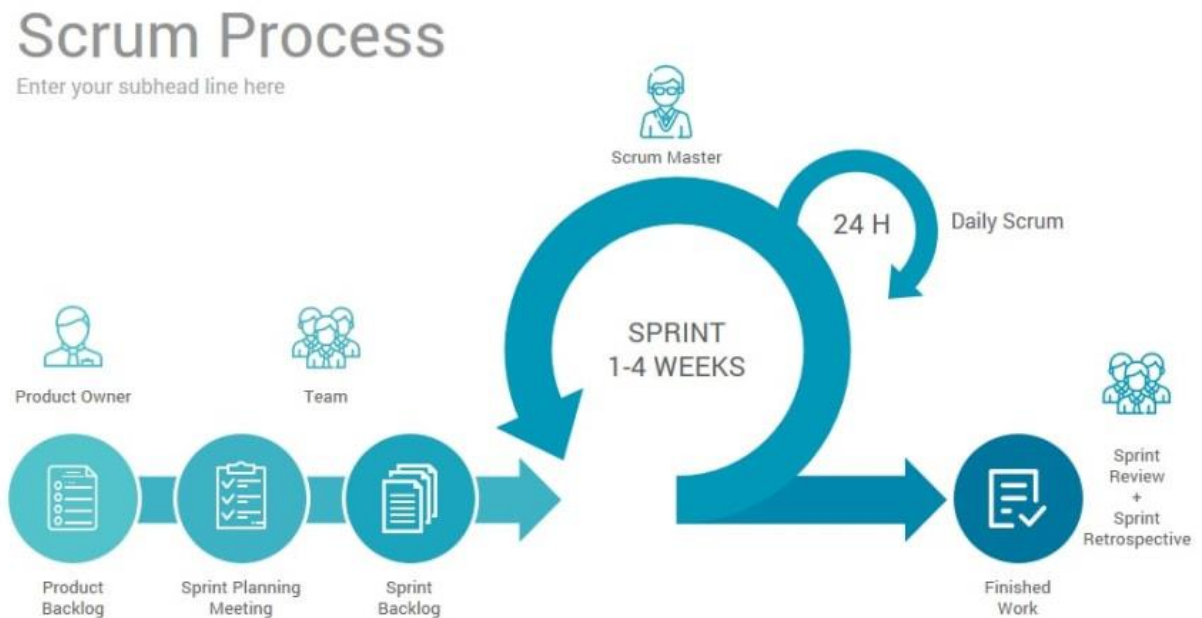 Scrum Process
Enter your subhead line here
Scrum Master
24 H
Daily Scrum
SPRINT
1-4 WEEKS
Product Owner
Team
Sprint
Review
+
Sprint
Retrospective
Product
Backlog
Sprint Planning
Meeting
Sprint
Backlog
Finished
Work